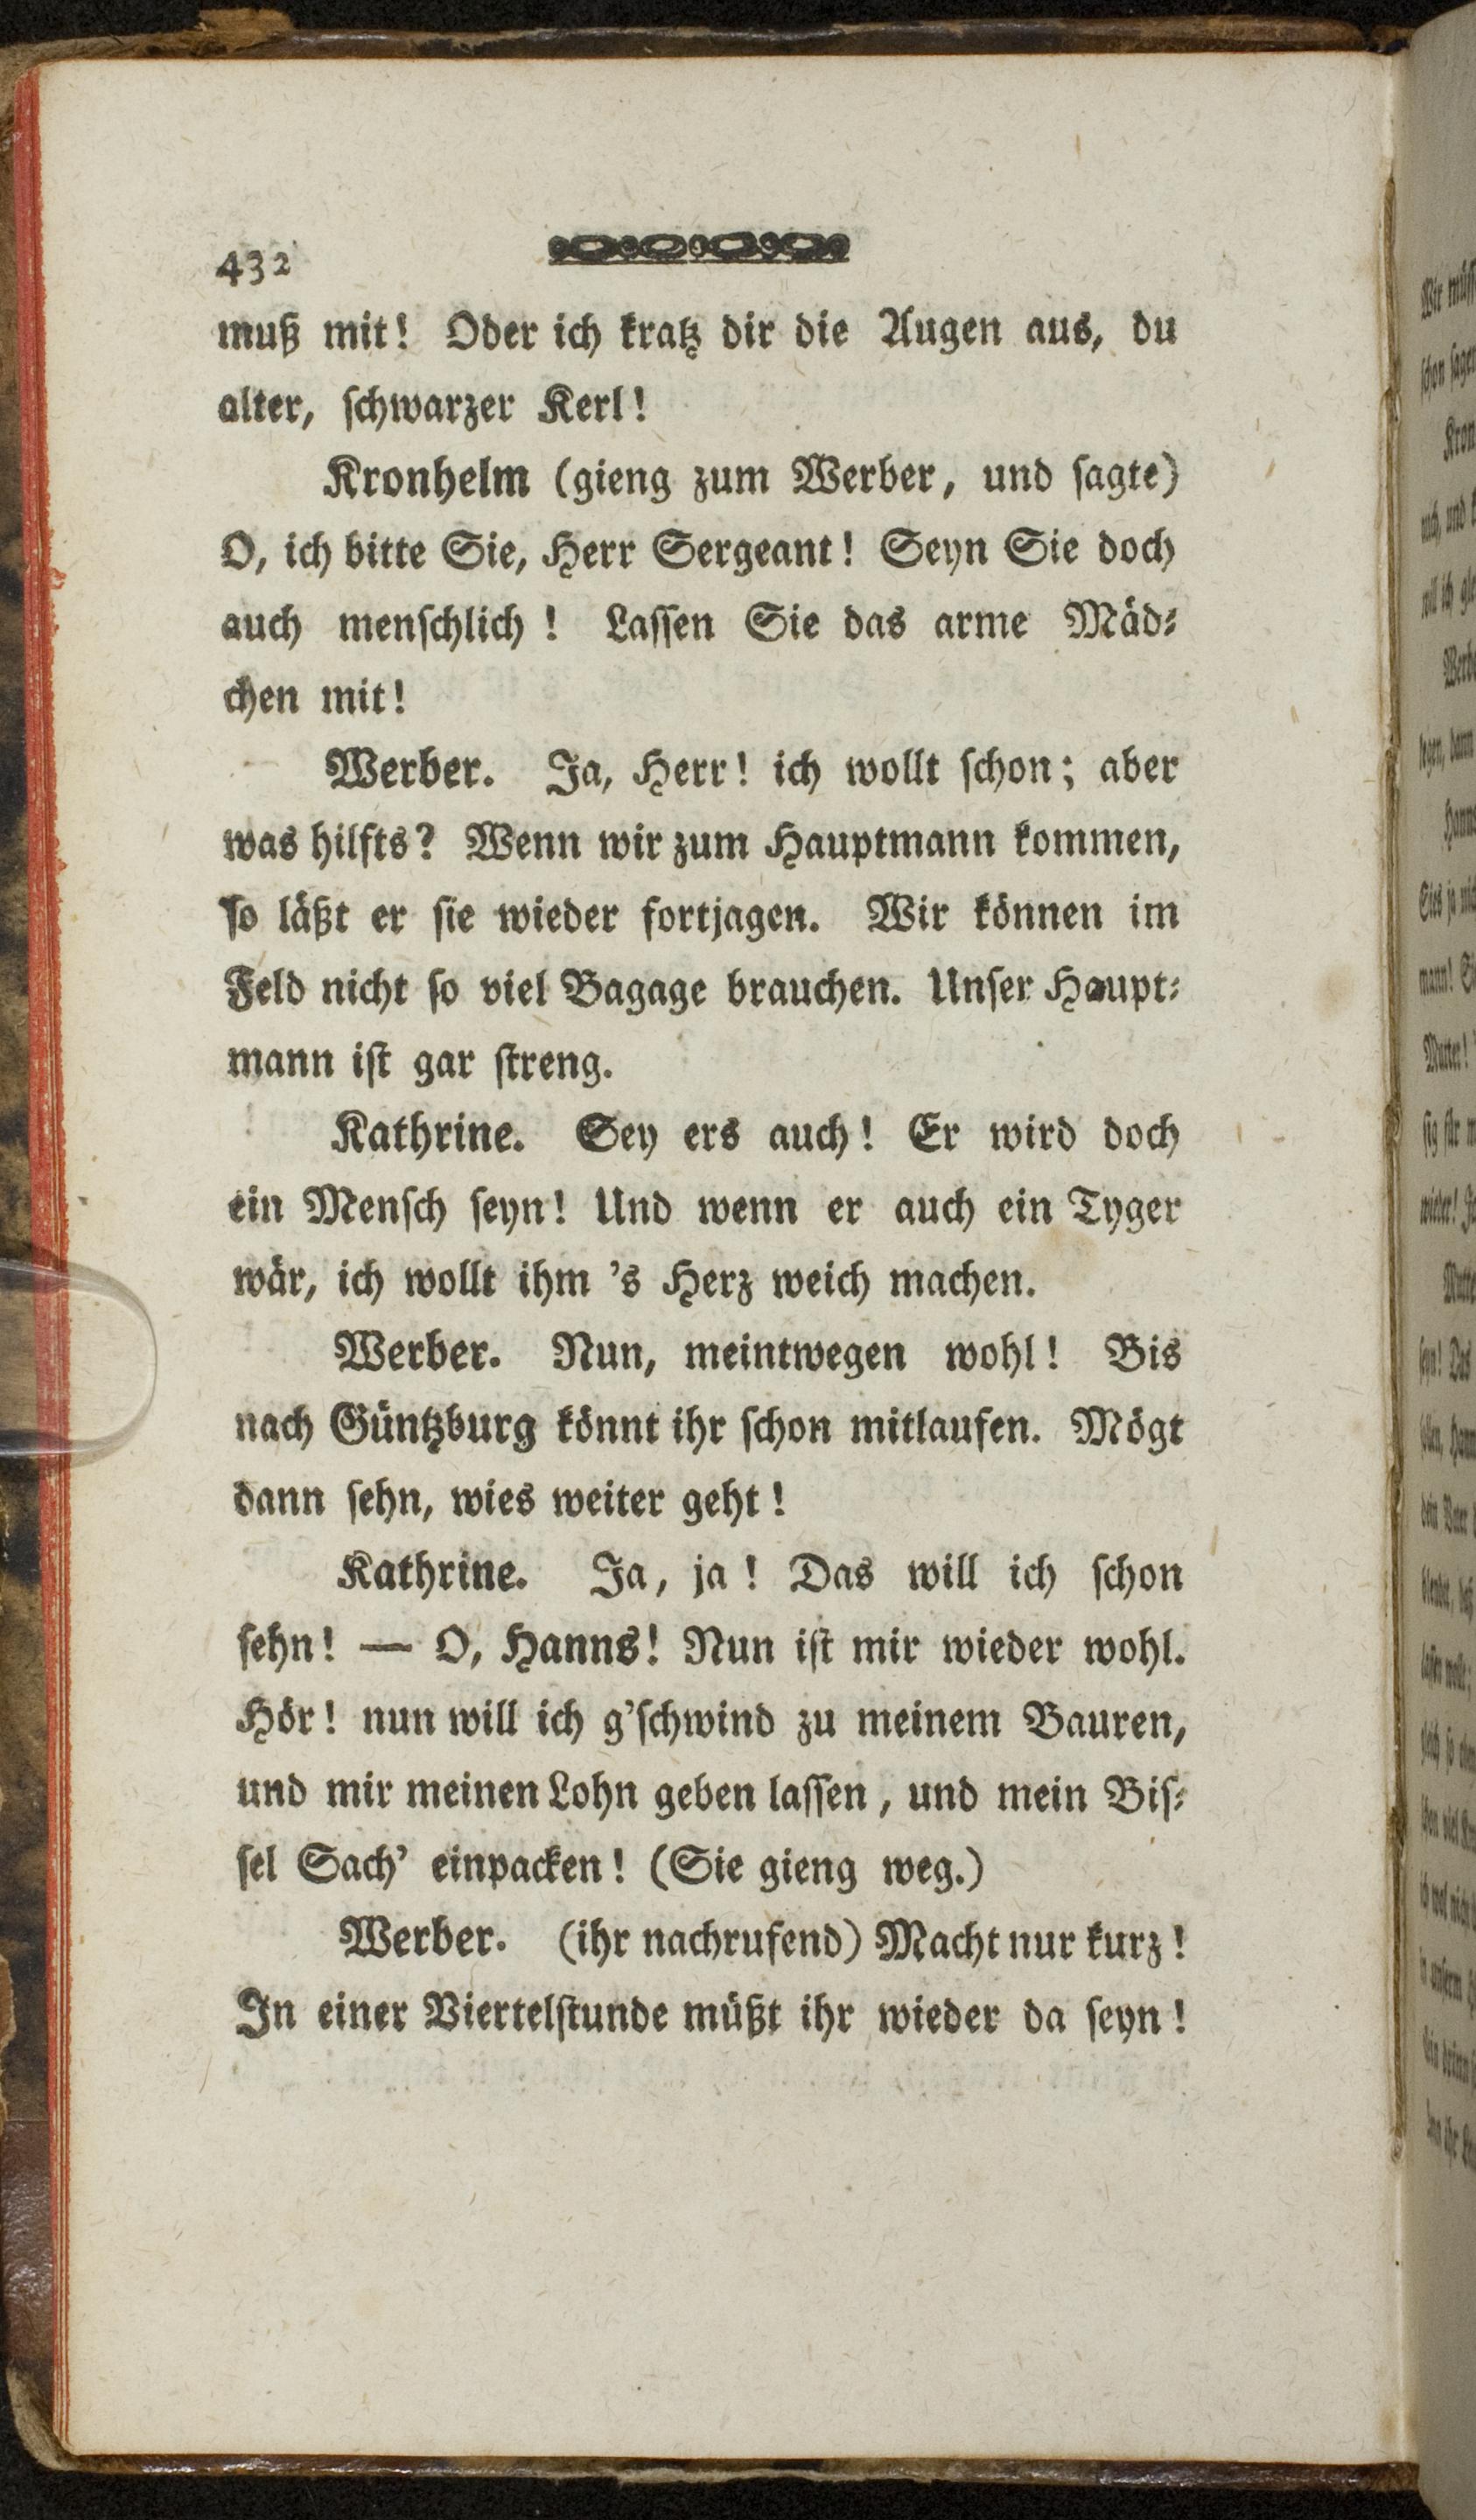 432
muß mit! Oder ich kratz dir die Augen aus, du
alter, ſchwarzer Kerl!
Kronhelm (gieng zum Werber, und ſagte)
O, ich bitte Sie, Herr Sergeant! Seyn Sie doch
auch menſchlich! Laſſen Sie das arme Mäd⸗
chen mit!
Werber. Ja, Herr! ich wollt ſchon; aber
was hilfts? Wenn wir zum Hauptmann kommen,
ſo läßt er ſie wieder fortjagen. Wir können im
Feld nicht ſo viel Bagage brauchen. Unſer Haupt⸗
mann iſt gar ſtreng.
Kathrine. Sey ers auch! Er wird doch
ein Menſch ſeyn! Und wenn er auch ein Tyger
wär, ich wollt ihm 's Herz weich machen.
Werber. Nun, meintwegen wohl! Bis
nach Güntzburg könnt ihr ſchon mitlaufen. Mögt
dann ſehn, wies weiter geht!
Kathrine. Ja, ja! Das will ich ſchon
ſehn! — O, Hanns! Nun iſt mir wieder wohl.
Hör! nun will ich g'ſchwind zu meinem Bauren,
und mir meinen Lohn geben laſſen, und mein Biſ⸗
ſel Sach' einpacken! (Sie gieng weg.)
Werber. (ihr nachrufend) Macht nur kurz!
In einer Viertelſtunde müßt ihr wieder da ſeyn!